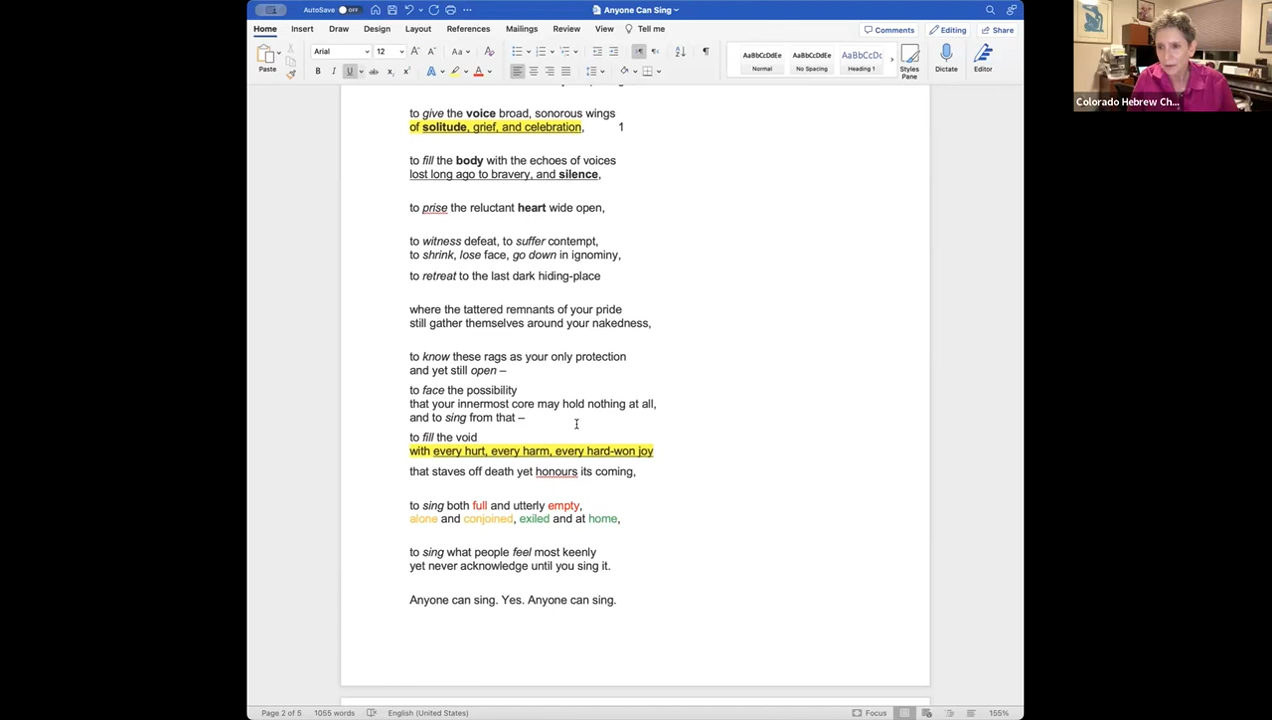 AutoSave OFF
Anyone Can Sing
Home Insert Draw Design Layout References Mailings Review View Tell me
Comments Editing Share
Paste
Arial 12
AaBbCcDdEe AaBbCcDdEe AaBbCcDc
Normal No Spacing Heading 1
Styles Pane
Dictate
Editor
to give the voice broad, sonorous wings
of solitude, grief, and celebration, 1
to fill the body with the echoes of voices
lost long ago to bravery, and silence,
to prise the reluctant heart wide open,
to witness defeat, to suffer contempt,
to shrink, lose face, go down in ignominy,
to retreat to the last dark hiding-place
where the tattered remnants of your pride
still gather themselves around your nakedness,
to know these rags as your only protection
and yet still open –
to face the possibility
that your innermost core may hold nothing at all,
and to sing from that –
to fill the void
with every hurt, every harm, every hard-won joy
that staves off death yet honours its coming,
to sing both full and utterly empty,
alone and conjoined, exiled and at home,
to sing what people feel most keenly
yet never acknowledge until you sing it.
Anyone can sing. Yes. Anyone can sing.
Page 2 of 5 1055 words English (United States)
Focus 155%
Colorado Hebrew Ch...